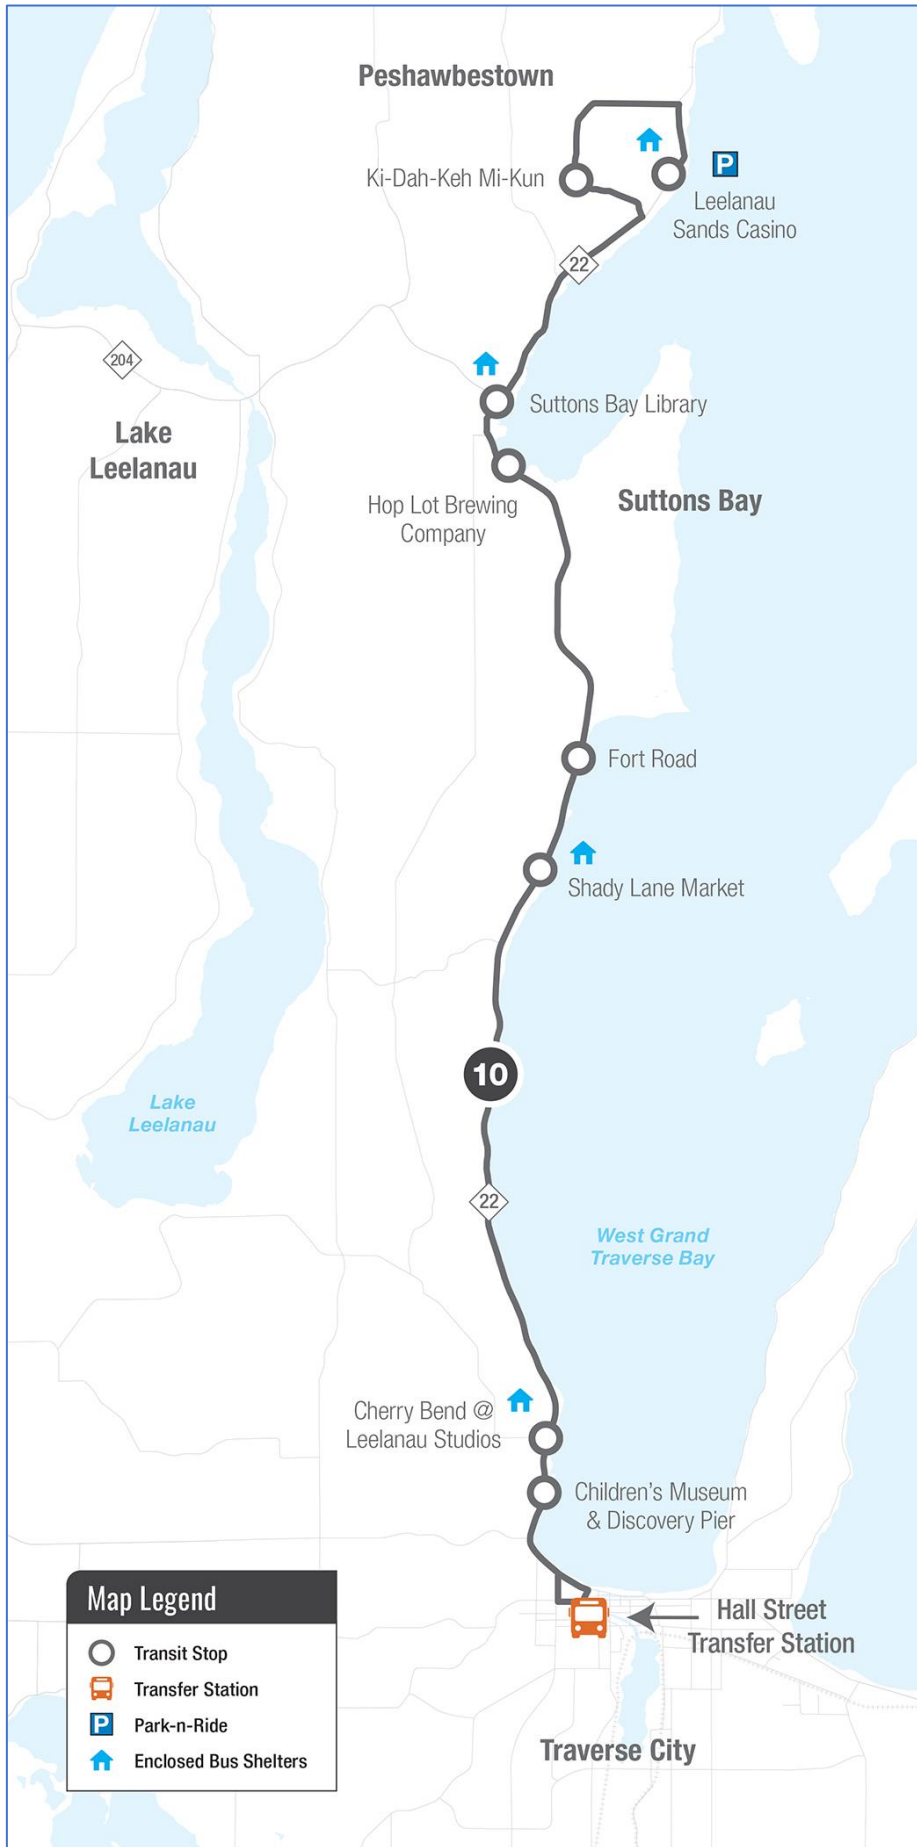 Peshawbestown
P
Ki-Dah-Keh Mi-Kun
Leelanau
Sands Casino
22
204
Suttons Bay Library
Lake
Leelanau
Hop Lot Brewing
Company
Suttons Bay
Fort Road
Shady Lane Market
10
Lake
Leelanau
22
West Grand
Traverse Bay
Cherry Bend @
Leelanau Studios
Children's Museum
& Discovery Pier
Hall Street
Transfer Station
Traverse City
Map Legend
Transit Stop
Transfer Station
P Park-n-Ride
Enclosed Bus Shelters